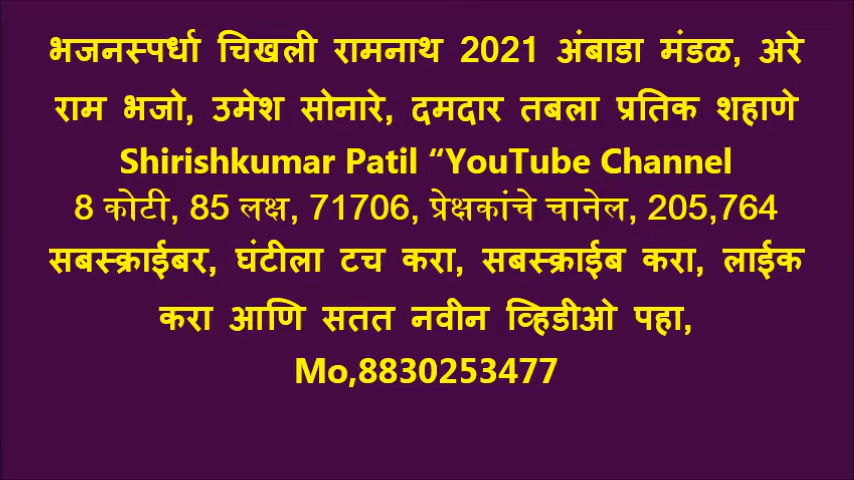 भजनस्पर्धा चिखली रामनाथ 2021 अंबाडा मंडळ, अरे
राम भजो, उमेश सोनारे, दमदार तबला प्रतिक शहाणे
Shirishkumar Patil “YouTube Channel
8 कोटी, 85 लक्ष, 71706, प्रेक्षकांचे चानेल, 205,764
सबस्क्राईबर, घंटीला टच करा, सबस्क्राईब करा, लाईक
करा आणि सतत नवीन व्हिडीओ पहा,
Mo,8830253477